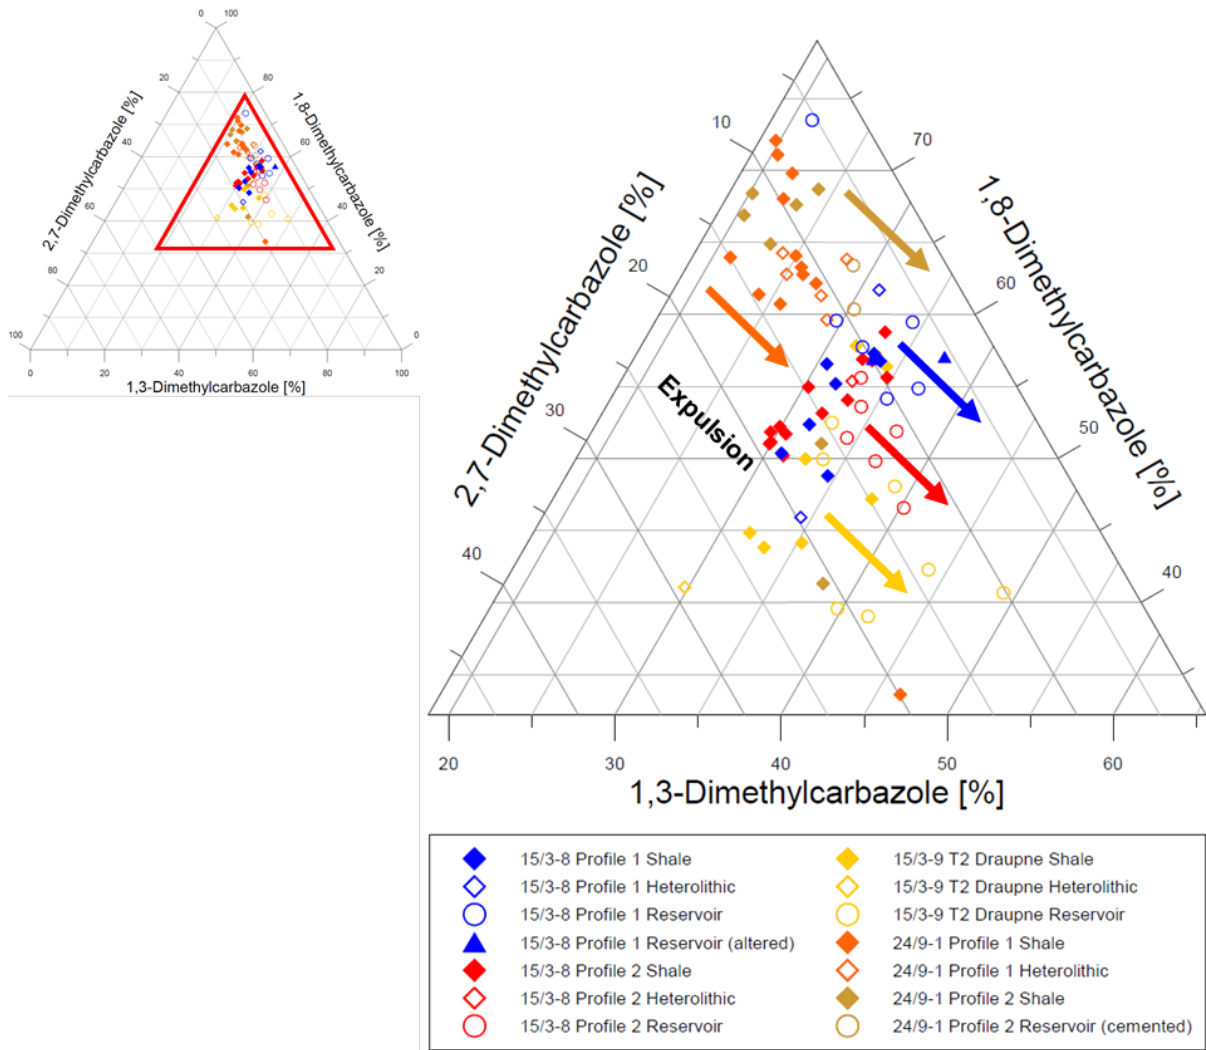 0
100
20
80
2,7-Dimethylcarbazole [%]
1,8-Dimethylcarbazole [%]
40
60
60
40
80
20
100
0
0
20
40
60
80
100
1,3-Dimethylcarbazole [%]
10
70
2,7-Dimethylcarbazole [%]
1,8-Dimethylcarbazole [%]
20
60
Expulsion
30
50
40
40
20
30
40
50
60
1,3-Dimethylcarbazole [%]
15/3-8 Profile 1 Shale
15/3-8 Profile 1 Heterolithic
15/3-8 Profile 1 Reservoir
15/3-8 Profile 1 Reservoir (altered)
15/3-8 Profile 2 Shale
15/3-8 Profile 2 Heterolithic
15/3-8 Profile 2 Reservoir
15/3-9 T2 Draupne Shale
15/3-9 T2 Draupne Heterolithic
15/3-9 T2 Draupne Reservoir
24/9-1 Profile 1 Shale
24/9-1 Profile 1 Heterolithic
24/9-1 Profile 2 Shale
24/9-1 Profile 2 Reservoir (cemented)